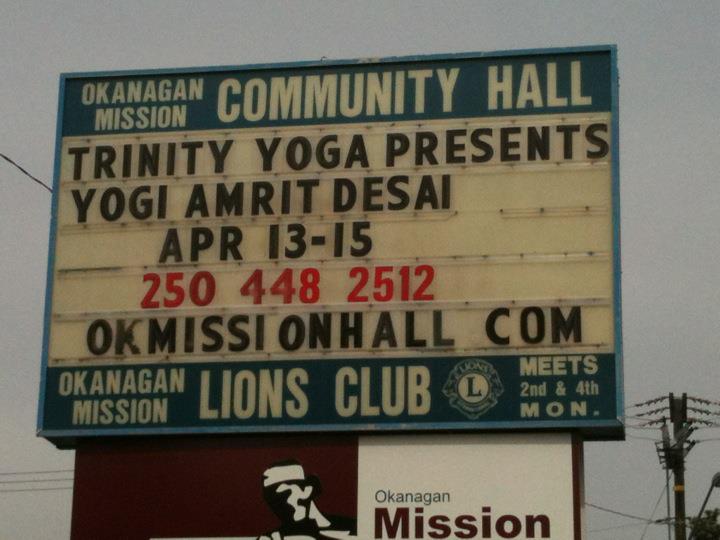 OKANAGAN MISSION COMMUNITY HALL
TRINITY YOGA PRESENTS
YOGI AMRIT DESAI
APR 13-15
250 448 2512
OKMISSIONHALL COM
OKANAGAN MISSION LIONS CLUB
LIONS
L
MEETS
2nd & 4th
MON.
Okanagan
Mission